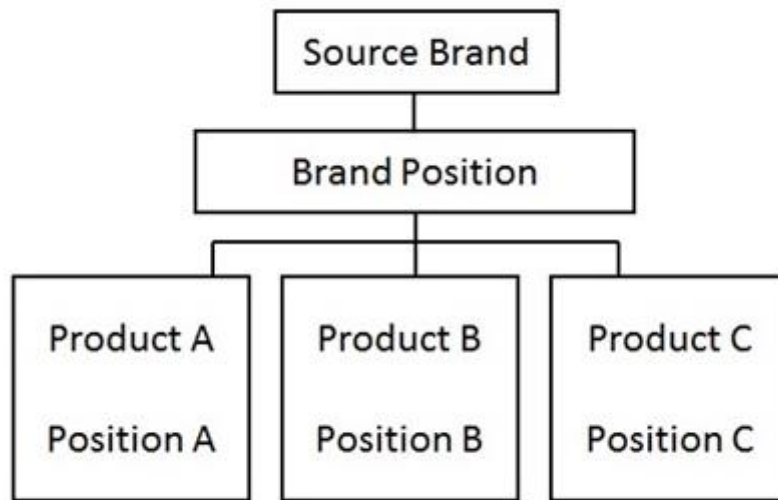 Source Brand
Brand Position
Product A
Product B
Product C
Position A
Position B
Position C